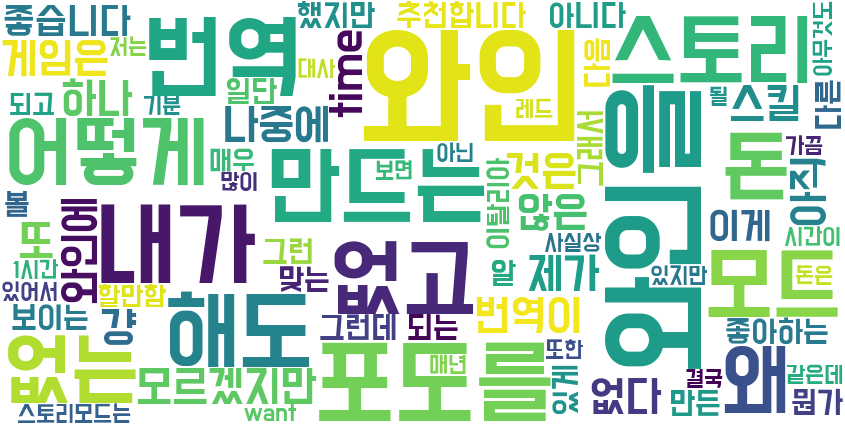 좋습니다
번역
했지만
추천합니다
아니다
와인
스토리
게임은
저는
time
대사
다음
아무것도
되고
하나
기분
일단
나중에
레드
와인을
될
스킬
다른
어떻게
매우
많이
만드는
보면
아닌
그래서
것은
돈
가끔
아직
볼
또
와인에
내가
없고
그런
맞는
이탈리아
않은
사실상
이게
시간이
1시간
있어서
할만함
알
제가
있지만
모드
돈은
보이는
걍
해도
그런데
되는
번역이
좋아하는
없는
모르겠지만
포도를
매년
또한
있게
없다
결국
만든
왜
같은데
뭔가
스토리모드는
want